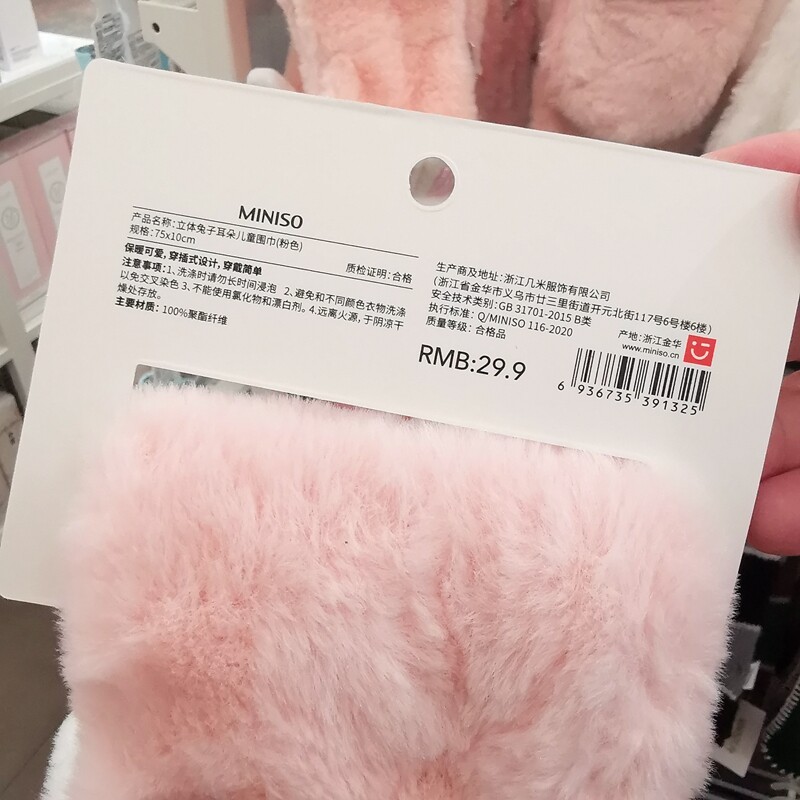 MINISO
产品名称:立体兔子耳朵儿童围巾(粉色)
规格:75x10cm
保暖可爱,穿插式设计,穿戴简单
质检证明:合格
注意事项:1、洗涤时请勿长时间浸泡 2、避免和不同颜色衣物洗涤
以免交叉染色 3、不能使用氯化物和漂白剂。4、远离火源,于阴凉干
燥处存放。
主要材质:100%聚酯纤维
生产商及地址:浙江几米服饰有限公司
(浙江省金华市义乌市廿三里街道开元北街117号6号楼6楼)
安全技术类别:GB 31701-2015 B类
执行标准:Q/MINISO 116-2020
质量等级:合格品
产地:浙江金华
www.miniso.cn
RMB:29.9
6 936735 391325